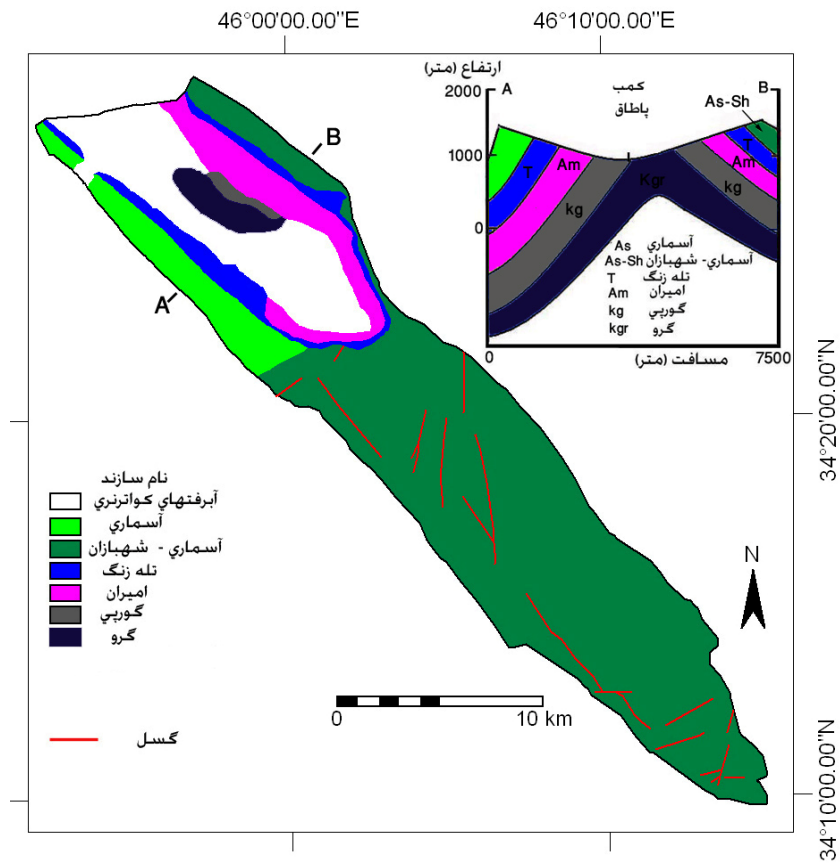 46°00'00.00"E
46°10'00.00"E
ارتفاع (متر)
2000
A
کمب
پاطاق
B
As-Sh
1000
0
T
Am
kg
Kgr
kg
Am
T
As آسماري
As-Sh آسماري- شهبازان
T تله زنگ
Am اميران
kg گورپي
kgr گرو
0
مسافت (متر)
7500
B
A
34°20'00.00"N
نام سازند
آبرفتهاي کواترنري
آسماري
آسماري - شهبازان
تله زنگ
اميران
گورپي
گرو
N
0
10 km
گسل
34°10'00.00"N